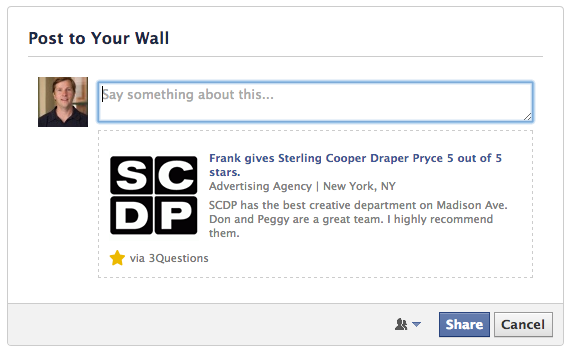 Post to Your Wall
Say something about this...
SC
DP
Frank gives Sterling Cooper Draper Pryce 5 out of 5
stars.
Advertising Agency | New York, NY
SCDP has the best creative department on Madison Ave.
Don and Peggy are a great team. I highly recommend
them.
via 3Questions
Share
Cancel